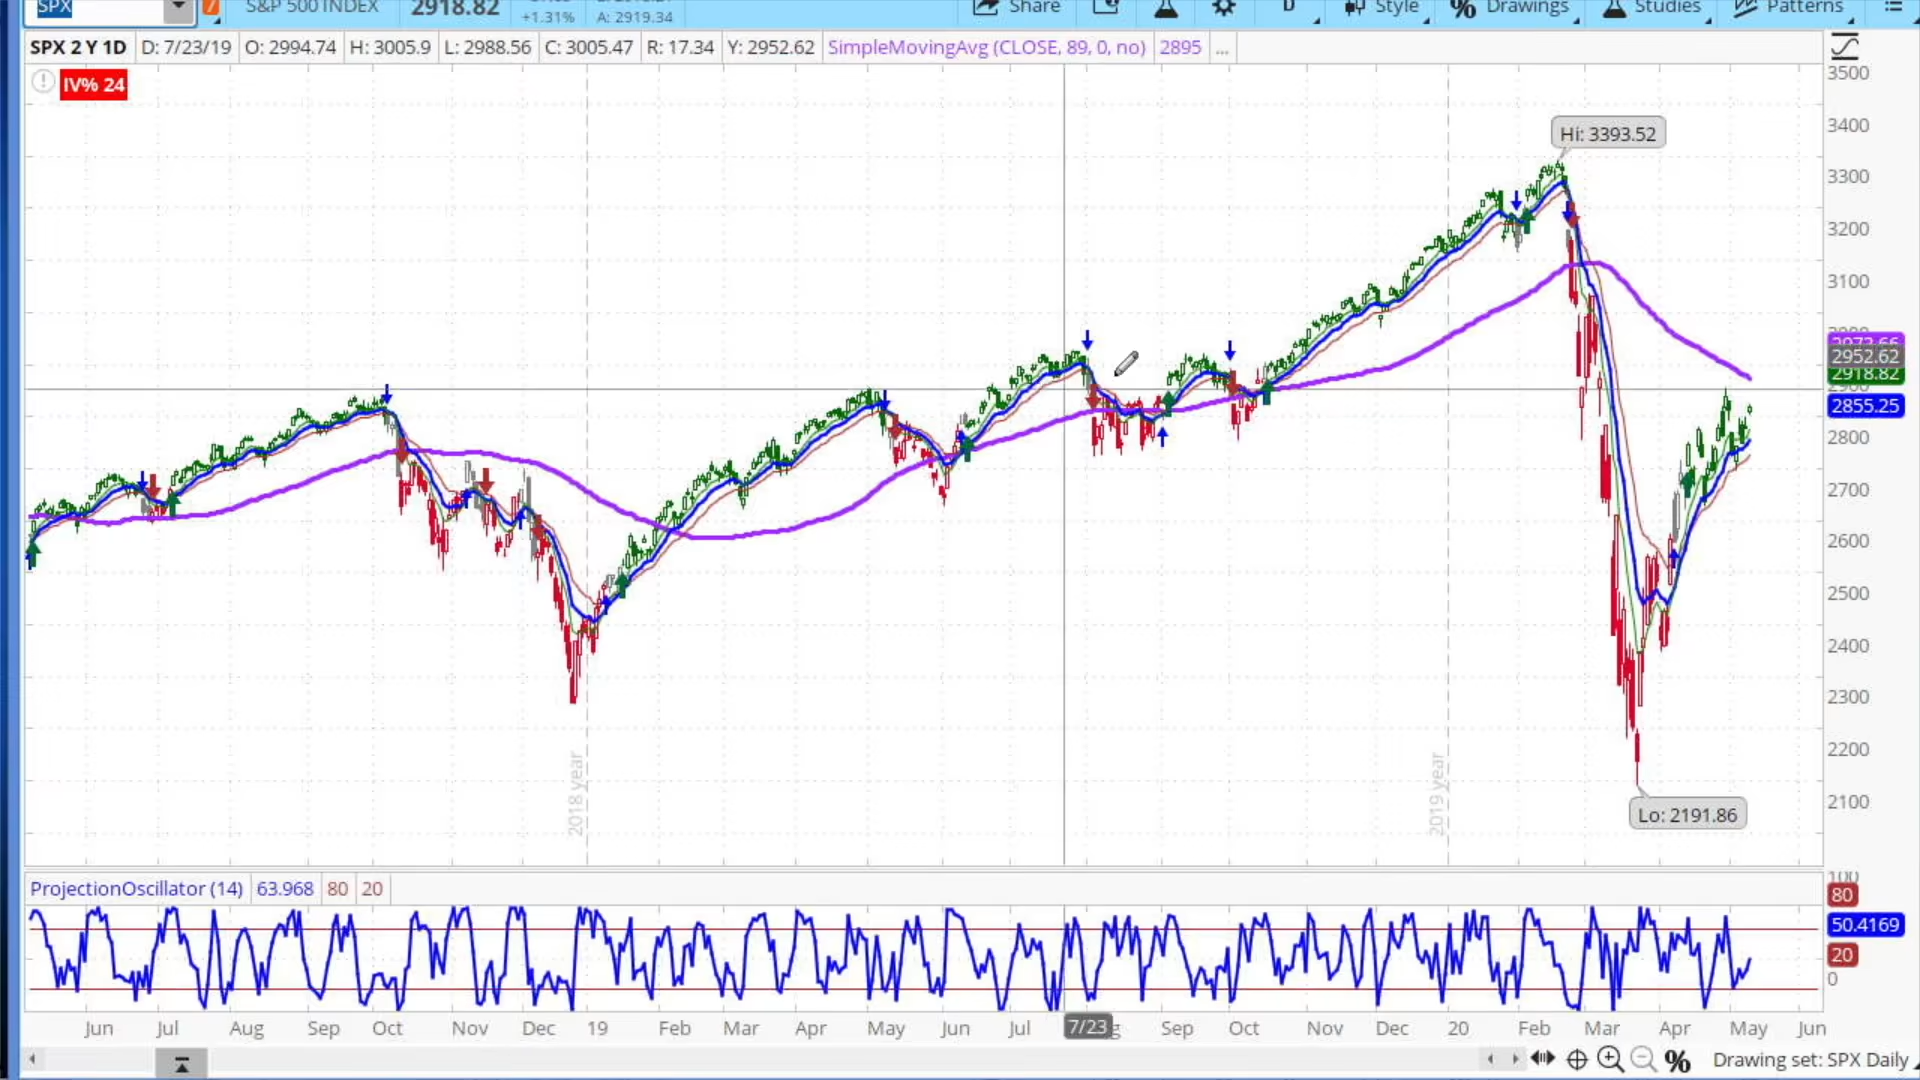 SPX
7
S&P 500 INDEX
2918.82
+1.31%
A: 2919.34
Share
D
Style
Drawings
Studies
Patterns
SPX 2 Y 1D
D: 7/23/19
O: 2994.74
H: 3005.9
L: 2988.56
C: 3005.47
R: 17.34
Y: 2952.62
SimpleMovingAvg (CLOSE, 89, 0, no)
2895
...
IV% 24
3500
3400
Hi: 3393.52
3300
3200
3100
2952.62
2918.82
2855.25
2800
2700
2600
2500
2400
2300
2200
2100
2018 year
2019 year
Lo: 2191.86
ProjectionOscillator (14)
63.968
80
20
100
80
50.4169
20
0
Jun
Jul
Aug
Sep
Oct
Nov
Dec
19
Feb
Mar
Apr
May
Jun
Jul
7/23
Sep
Oct
Nov
Dec
20
Feb
Mar
Apr
May
Jun
Drawing set: SPX Daily